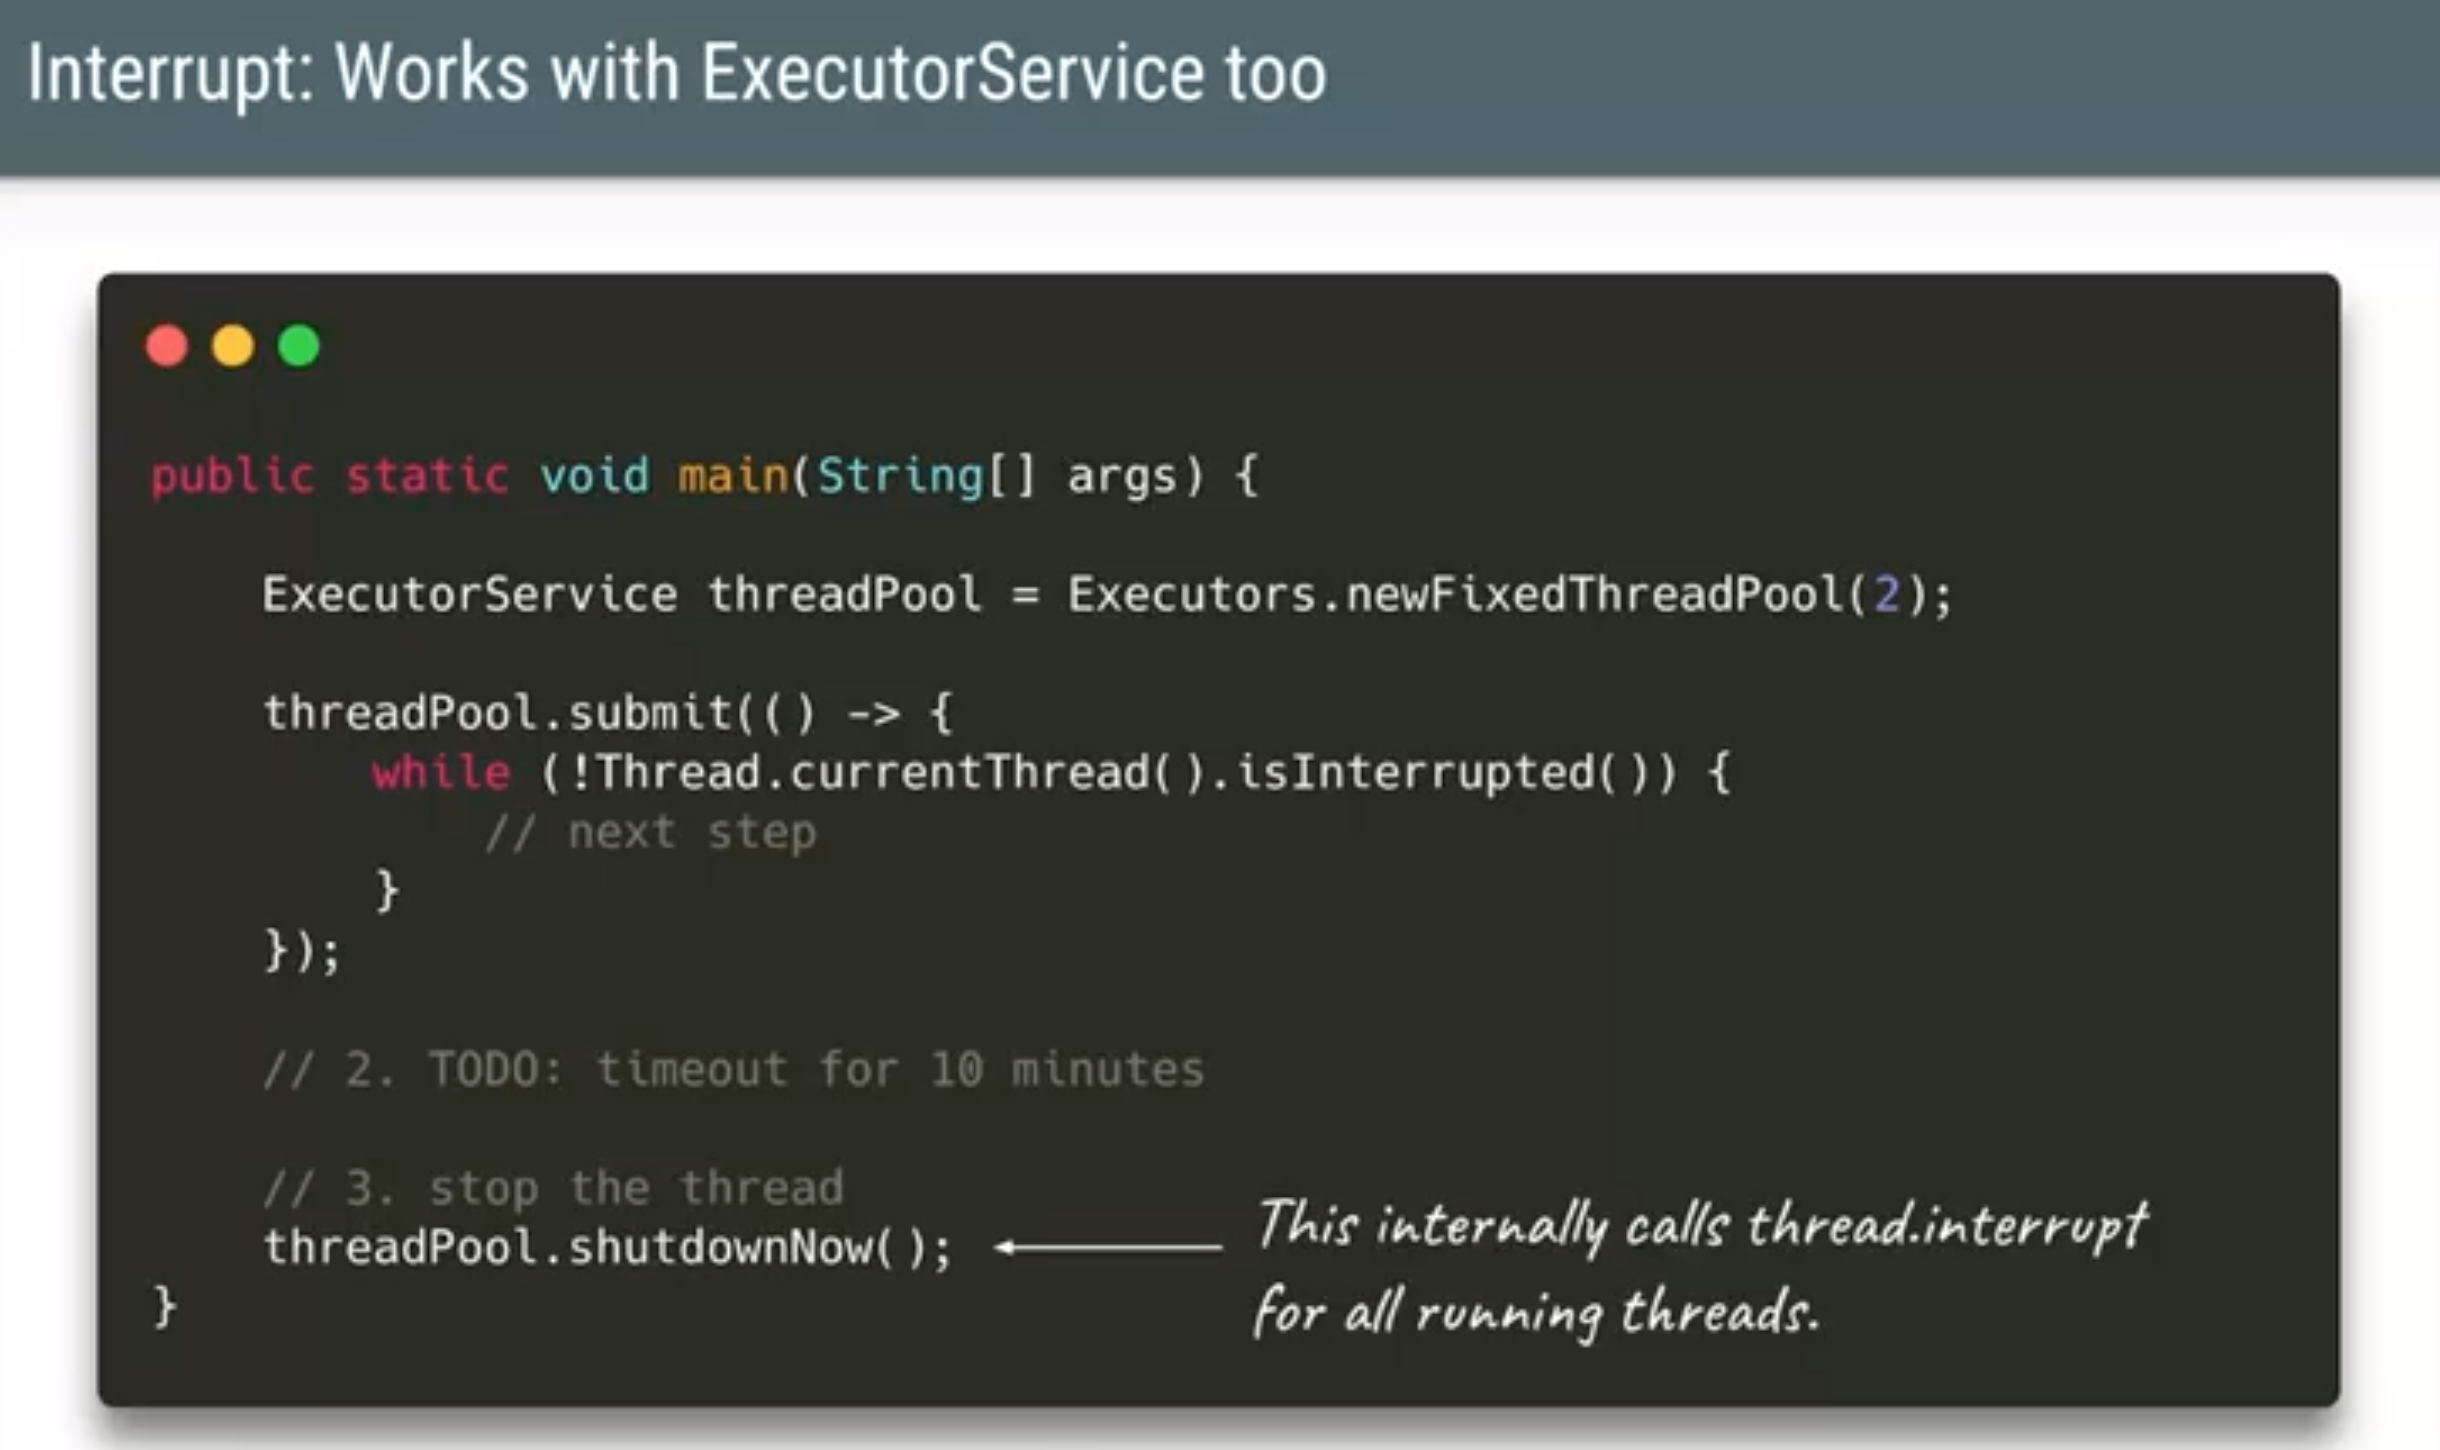 Interrupt: Works with ExecutorService too
public static void main(String[] args) {
ExecutorService threadPool = Executors.newFixedThreadPool(2);
threadPool.submit(() -> {
while (!Thread.currentThread().isInterrupted()) {
// next step
}
});
// 2. TODO: timeout for 10 minutes
// 3. stop the thread
threadPool.shutdownNow();
This internally calls thread.interrupt
for all running threads.
}